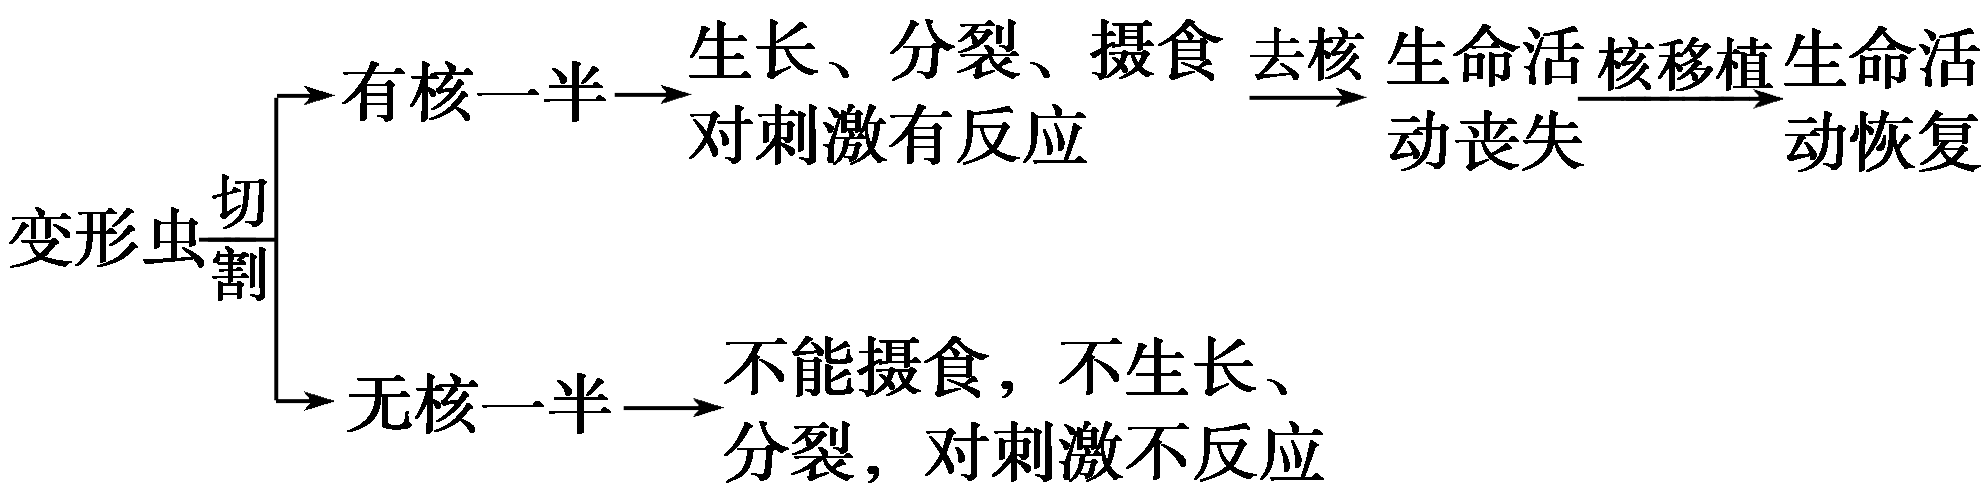 变形虫
切
割
有核一半
生长、分裂、摄食
对刺激有反应
去核
生命活
动丧失
核移植
生命活
动恢复
无核一半
不能摄食，不生长、
分裂，对刺激不反应